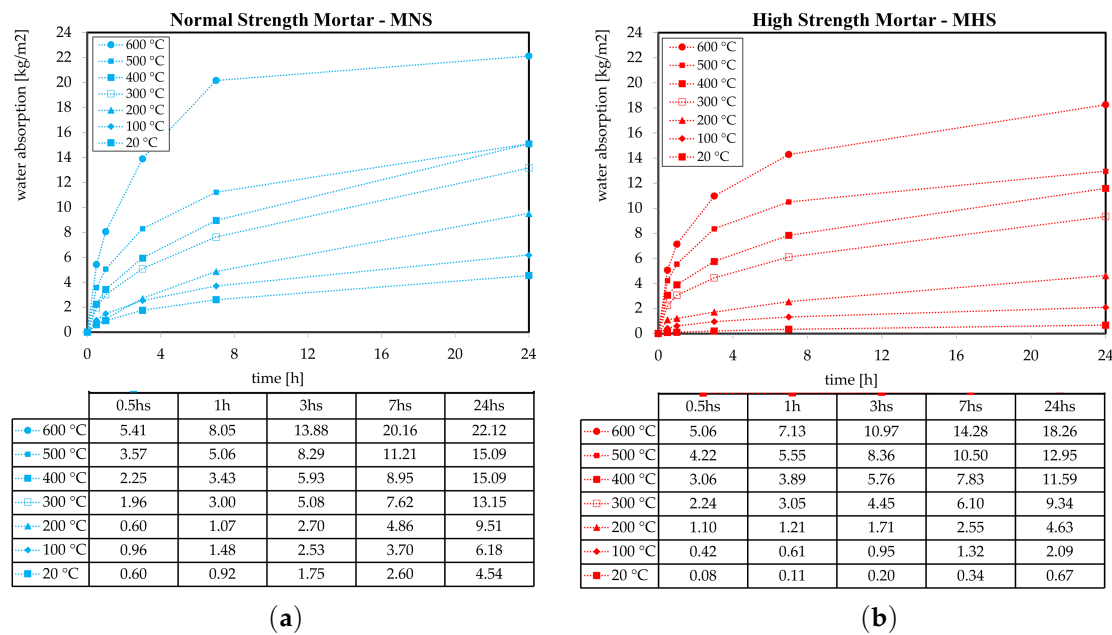 Normal Strength Mortar - MNS
water absorption [kg/m2]
24
22
20
18
16
14
12
10
8
6
4
2
0
600 °C
500 °C
400 °C
300 °C
200 °C
100 °C
20 °C
0 4 8 12 16 20 24
time [h]
0.5hs 1h 3hs 7hs 24hs
600 °C 5.41 8.05 13.88 20.16 22.12
500 °C 3.57 5.06 8.29 11.21 15.09
400 °C 2.25 3.43 5.93 8.95 15.09
300 °C 1.96 3.00 5.08 7.62 13.15
200 °C 0.60 1.07 2.70 4.86 9.51
100 °C 0.96 1.48 2.53 3.70 6.18
20 °C 0.60 0.92 1.75 2.60 4.54
(a)
High Strength Mortar - MHS
water absorption [kg/m2]
24
22
20
18
16
14
12
10
8
6
4
2
0
600 °C
500 °C
400 °C
300 °C
200 °C
100 °C
20 °C
0 4 8 12 16 20 24
time [h]
0.5hs 1h 3hs 7hs 24hs
600 °C 5.06 7.13 10.97 14.28 18.26
500 °C 4.22 5.55 8.36 10.50 12.95
400 °C 3.06 3.89 5.76 7.83 11.59
300 °C 2.24 3.05 4.45 6.10 9.34
200 °C 1.10 1.21 1.71 2.55 4.63
100 °C 0.42 0.61 0.95 1.32 2.09
20 °C 0.08 0.11 0.20 0.34 0.67
(b)